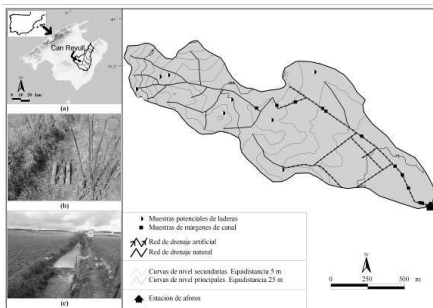 Can Revull
N
0 10 20 km
(a)
(b)
(c)
Muestras potenciales de laderas
Muestras de márgenes de canal
Red de drenaje artificial
Red de drenaje natural
Curvas de nivel secundarias. Equidistancia 5 m
Curvas de nivel principales. Equidistancia 25 m
Estación de aforos
N
0 250 500 m